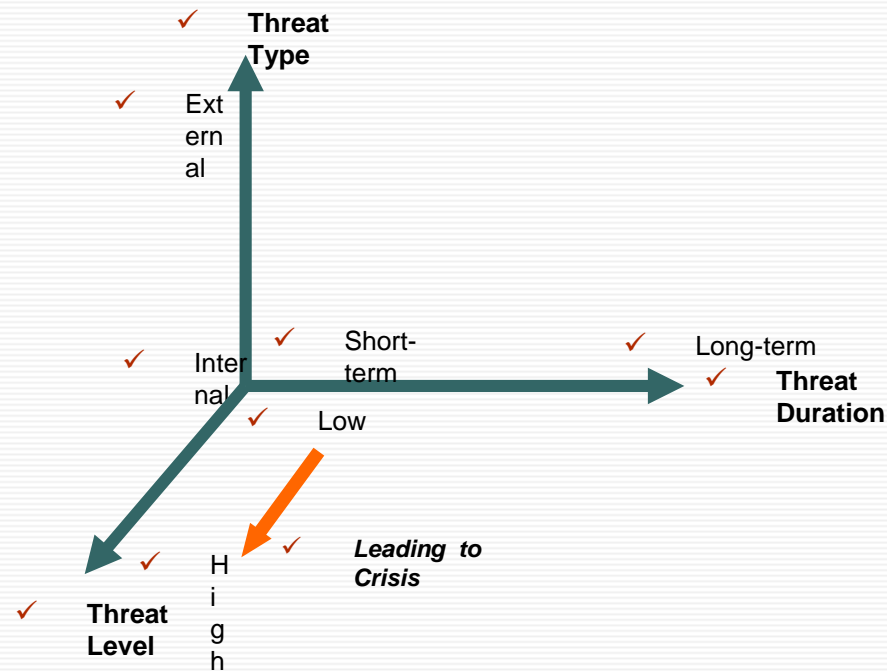 ✓ Threat
Type
✓ Ext
ern
al
✓ Short-
term
✓ Long-term
✓ Inter
nal
✓ Threat
Duration
✓ Low
✓ Leading to
Crisis
✓ H
i
g
h
✓ Threat
Level